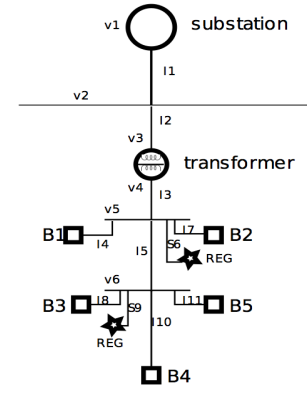 v1 substation
l1
v2
l2
v3
transformer
v4 l3
v5
B1 l4 l7 B2
S6
l5 REG
v6
B3 l8 S9 l11 B5
l10
REG
B4